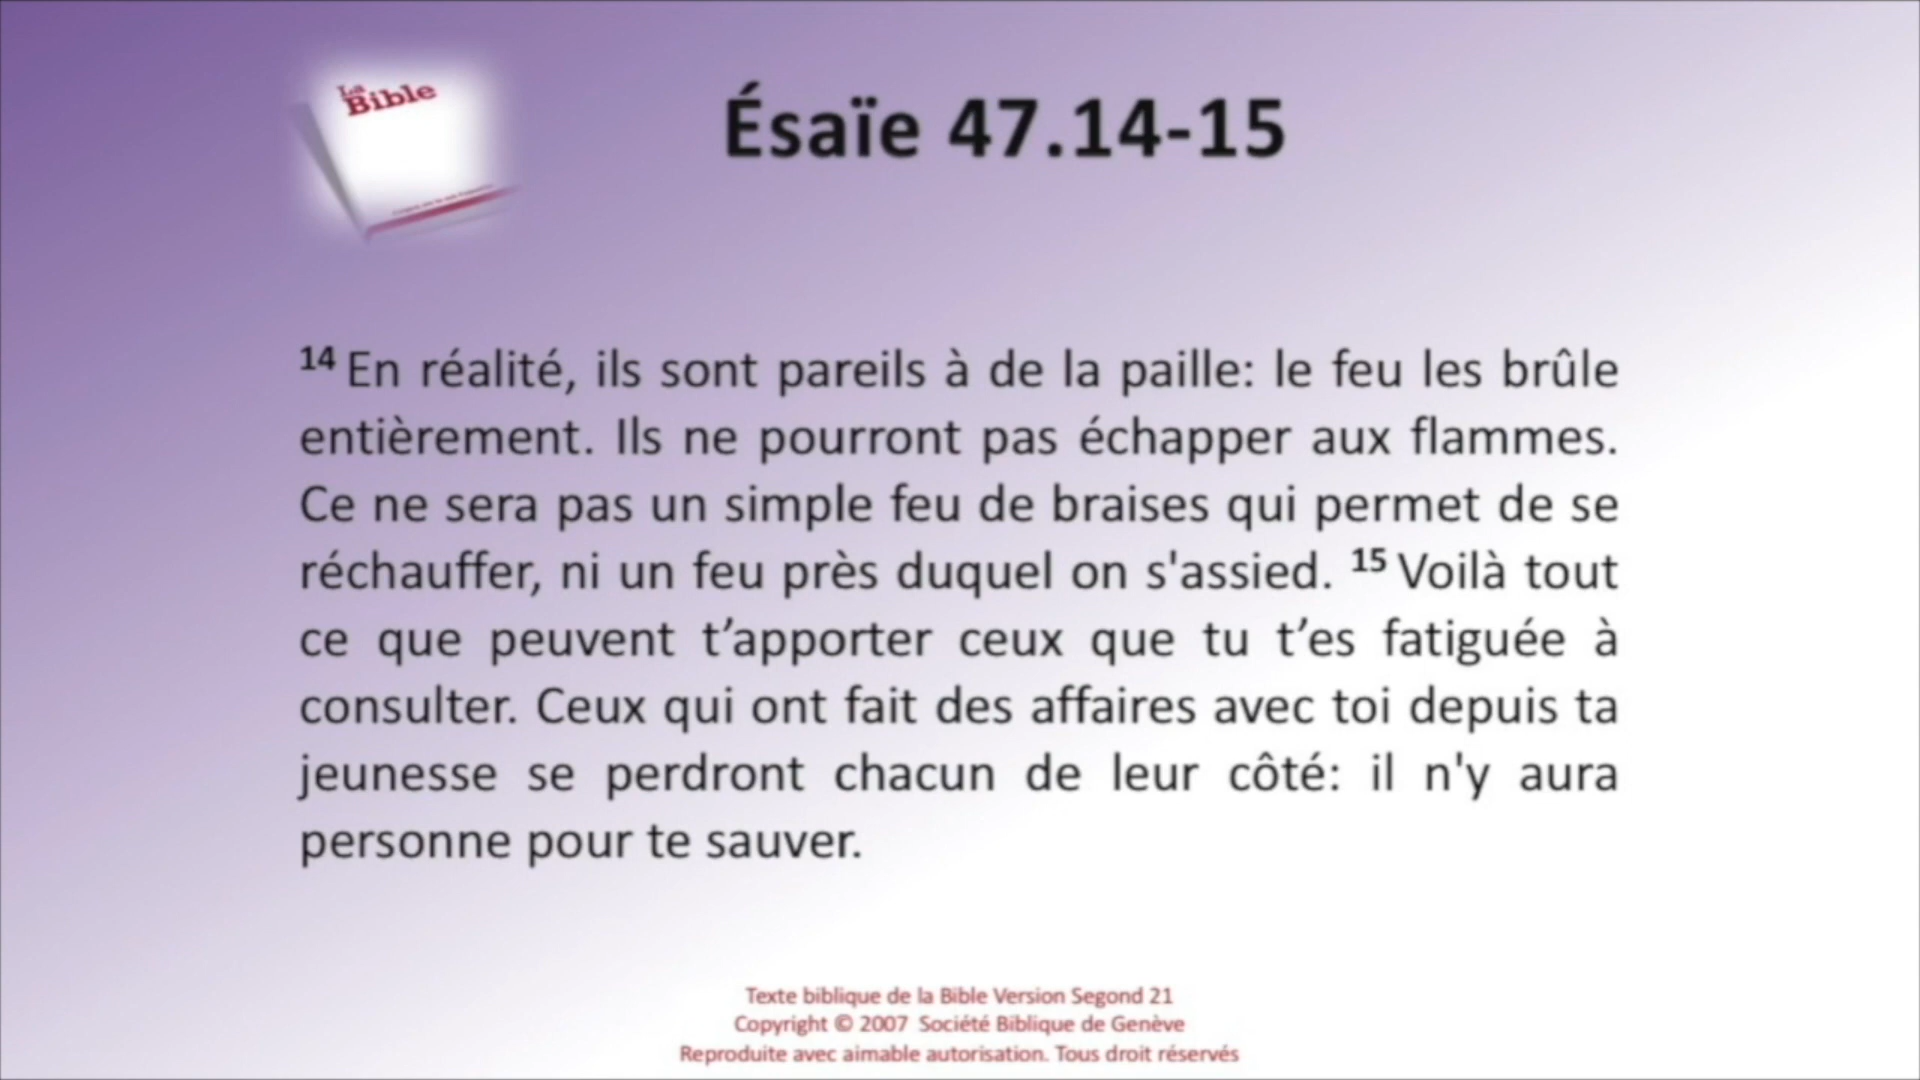 La
Bible
Ésaïe 47.14-15
14 En réalité, ils sont pareils à de la paille: le feu les brûle
entièrement. Ils ne pourront pas échapper aux flammes.
Ce ne sera pas un simple feu de braises qui permet de se
réchauffer, ni un feu près duquel on s'assied. 15 Voilà tout
ce que peuvent t’apporter ceux que tu t’es fatiguée à
consulter. Ceux qui ont fait des affaires avec toi depuis ta
jeunesse se perdront chacun de leur côté: il n'y aura
personne pour te sauver.
Texte biblique de la Bible Version Segond 21
Copyright © 2007 Société Biblique de Genève
Reproduite avec aimable autorisation. Tous droit réservés